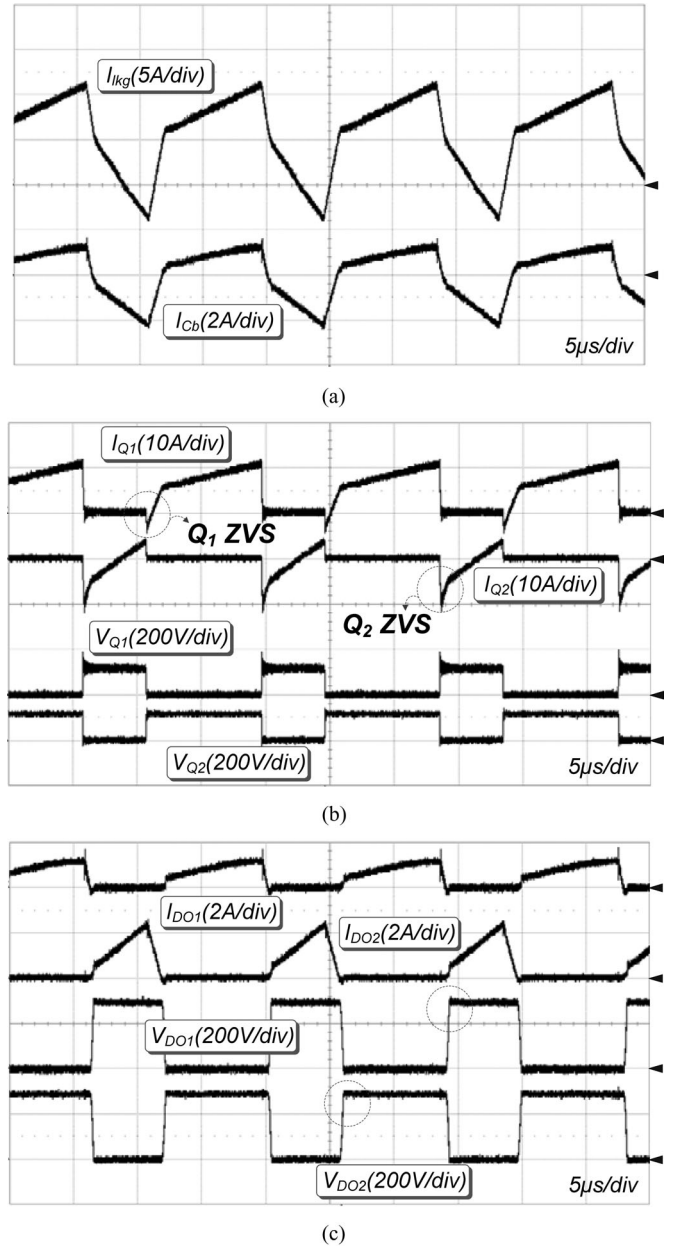 Ilkg(5A/div)
ICb(2A/div)
5µs/div
(a)
IQ1(10A/div)
Q1 ZVS
IQ2(10A/div)
Q2 ZVS
VQ1(200V/div)
VQ2(200V/div)
5µs/div
(b)
IDO1(2A/div)
IDO2(2A/div)
VDO1(200V/div)
VDO2(200V/div)
5µs/div
(c)